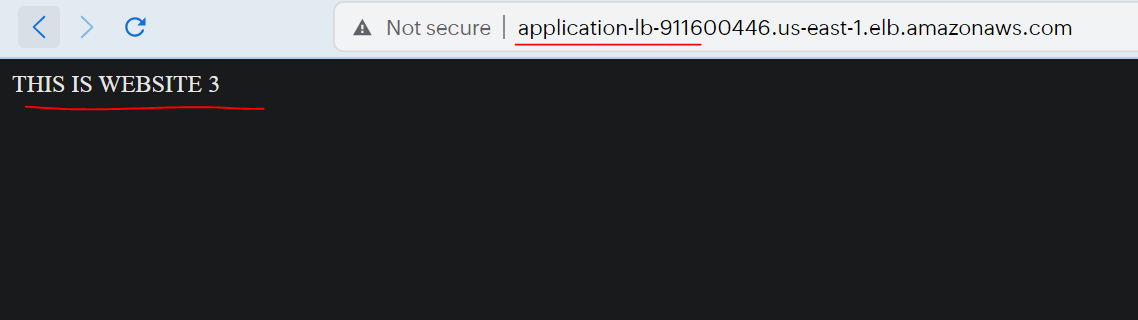 Not secure application-lb-911600446.us-east-1.elb.amazonaws.com
THIS IS WEBSITE 3